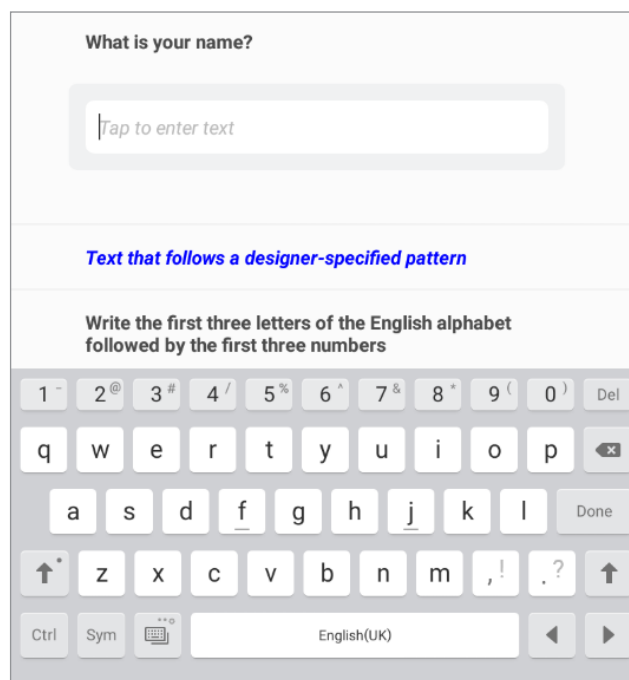 What is your name?
Tap to enter text
Text that follows a designer-specified pattern
Write the first three letters of the English alphabet
followed by the first three numbers
1 - 2 @ 3 # 4 / 5 % 6 ^ 7 & 8 * 9 ( 0 ) Del
q w e r t y u i o p
a s d f g h j k l Done
z x c v b n m , ! . ?
Ctrl Sym English(UK)